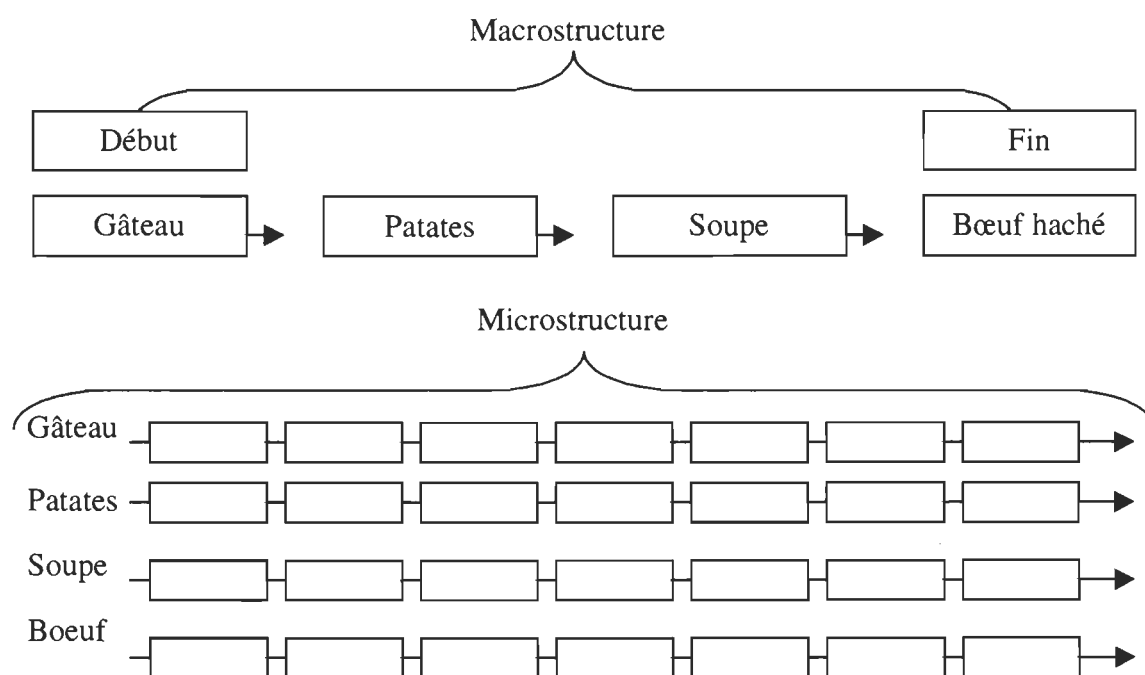 Macrostructure
Début Fin
Gâteau Patates Soupe Bœuf haché
Microstructure
Gâteau
Patates
Soupe
Boeuf